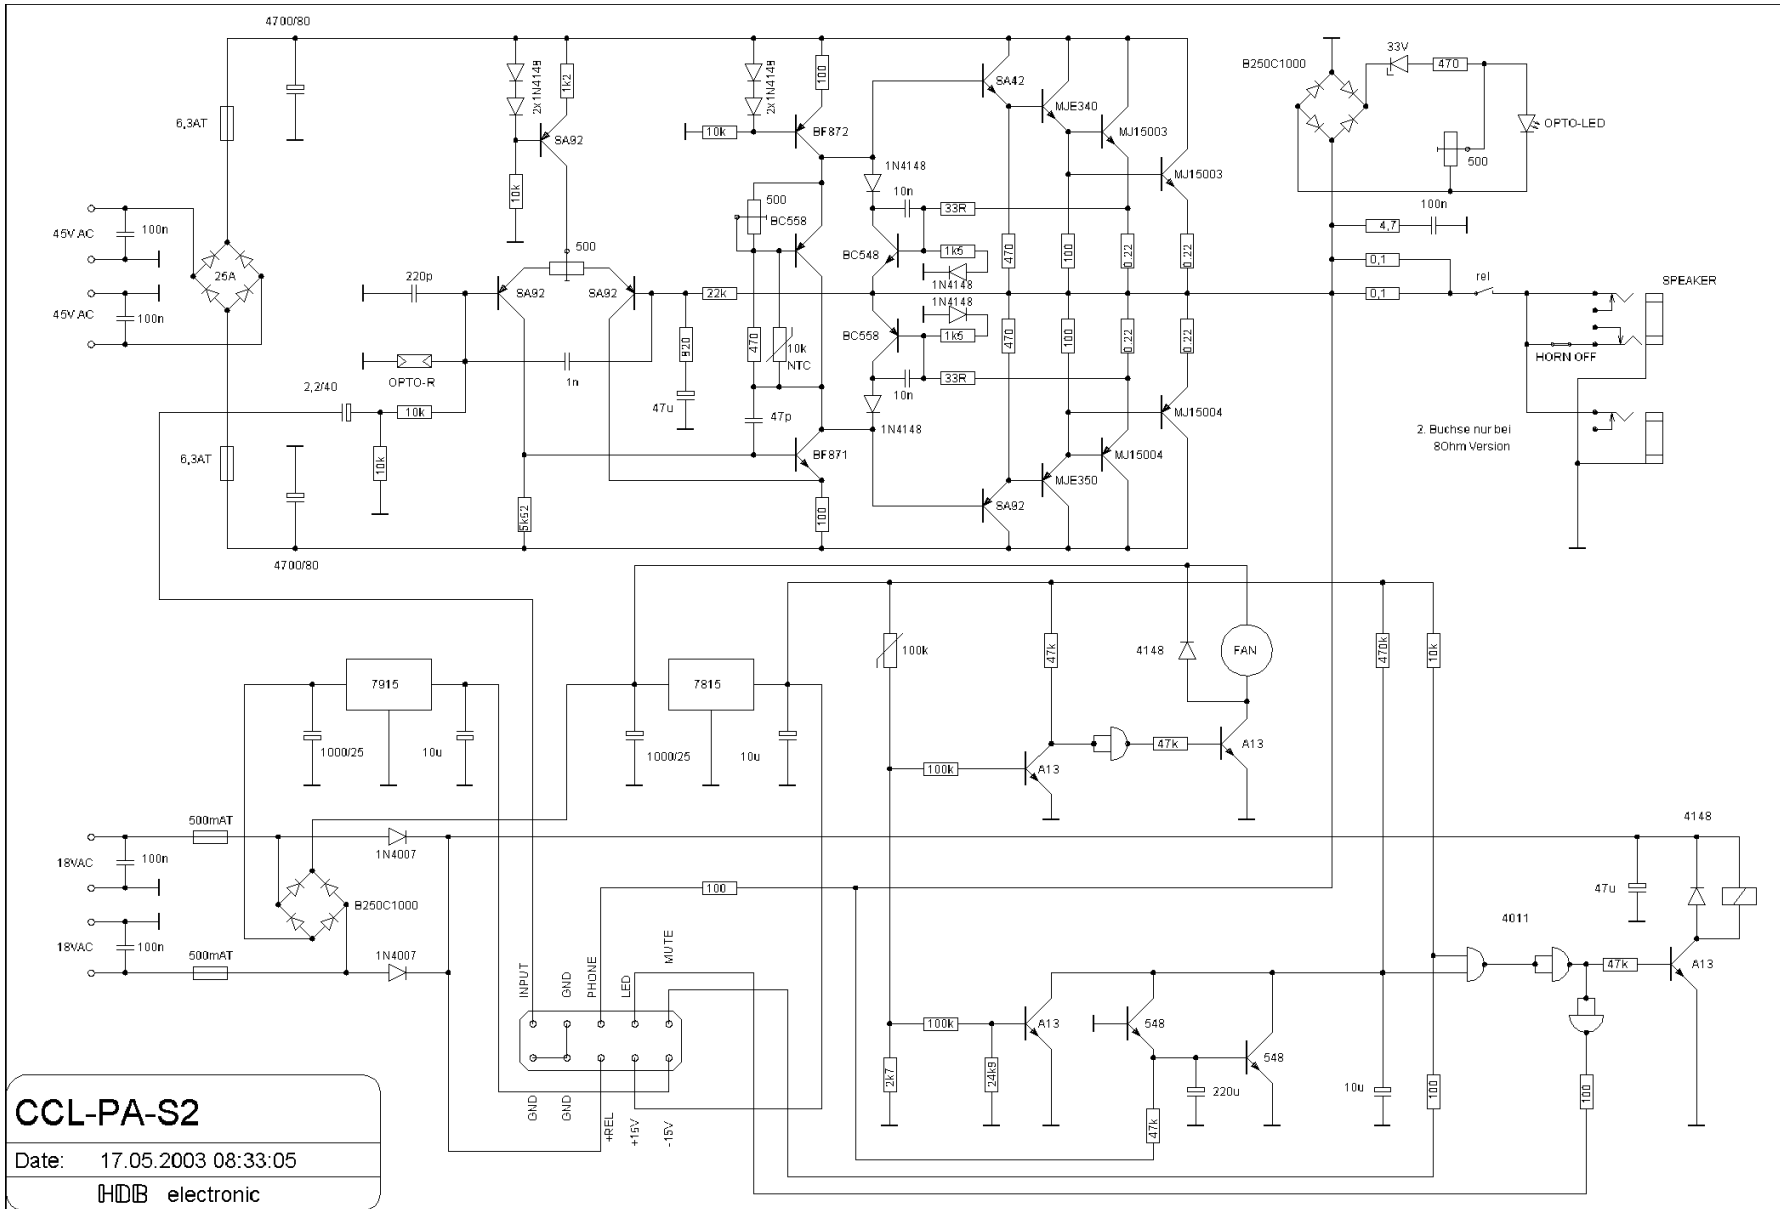 4700/80
6,3AT
45V AC
100n
45V AC
100n
25A
6,3AT
4700/80
2x1N4148
1k2
SA92
10k
500
220p
SA92
SA92
OPTO-R
1n
2,2/40
10k
10k
5k62
22k
820
47u
2x1N4148
100
10k
BF872
500
BC558
470
10k
NTC
47p
BF871
100
1N4148
10n
33R
BC548
1k5
1N4148
1N4148
BC558
1k5
10n
33R
1N4148
SA42
MJE340
MJ15003
MJ15003
470
100
0.22
0.22
470
100
0.22
0.22
MJ15004
MJ15004
MJE350
SA92
B250C1000
33V
470
OPTO-LED
500
100n
4,7
0,1
0,1
rel
SPEAKER
HORN OFF
2. Buchse nur bei
8Ohm Version
7915
1000/25
10u
7815
1000/25
10u
100k
47k
4148
FAN
470k
10k
100k
A13
47k
A13
500mAT
18VAC
100n
1N4007
B250C1000
18VAC
100n
500mAT
1N4007
100
INPUT
GND
PHONE
LED
MUTE
GND
GND
+REL
+15V
-15V
100k
A13
2k7
24k9
548
548
220u
47k
10u
100
4011
47k
A13
100
47u
4148
CCL-PA-S2
Date: 17.05.2003 08:33:05
HDB electronic